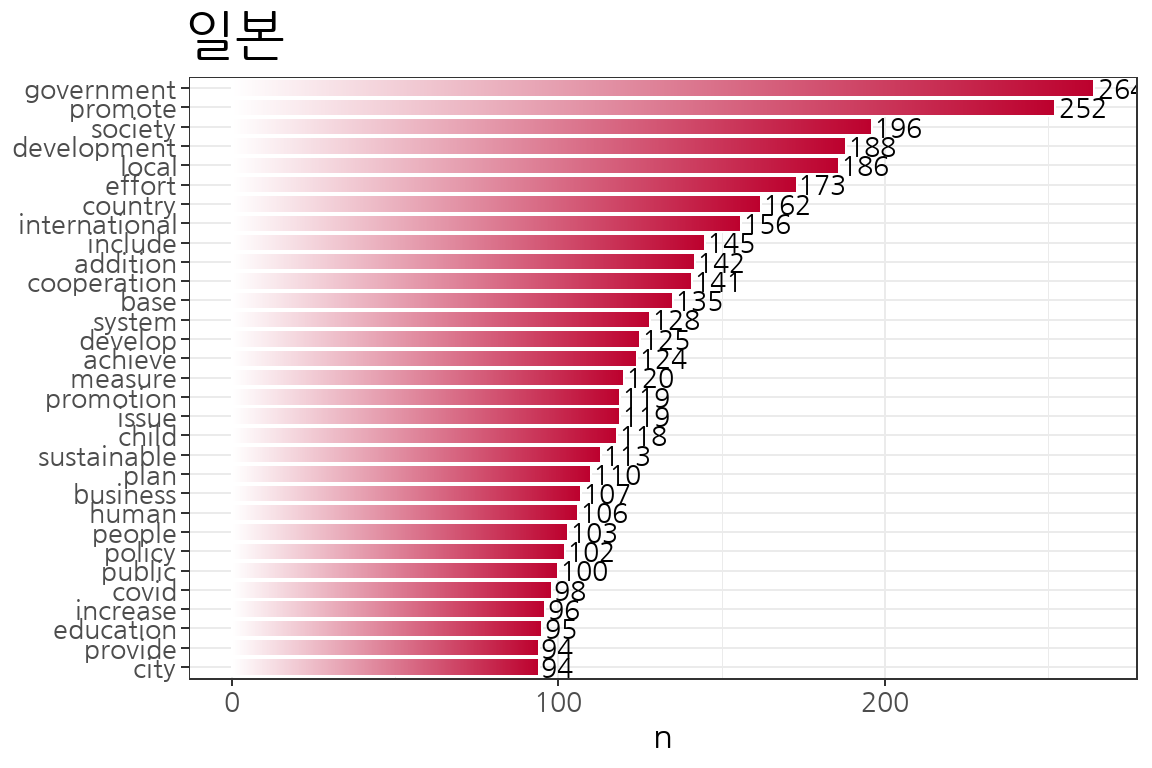 일본
government 264
promote 252
society 196
development 188
local 186
effort 173
country 162
international 156
include 145
addition 142
cooperation 141
base 135
system 128
develop 125
achieve 124
measure 120
promotion 119
issue 119
child 118
sustainable 113
plan 110
business 107
human 106
people 103
policy 102
public 100
covid 98
increase 96
education 95
provide 94
city 94
0 100 200
n